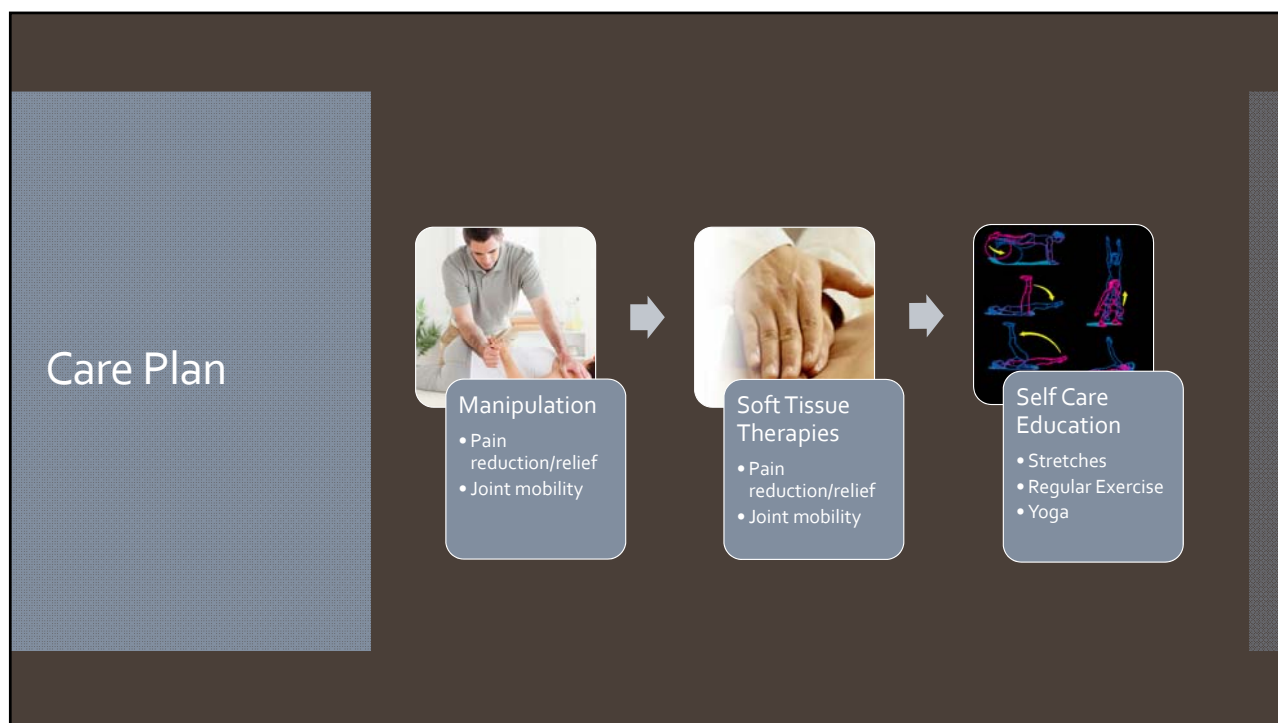 Care Plan
Manipulation
• Pain
reduction/relief
• Joint mobility
Soft Tissue
Therapies
• Pain
reduction/relief
• Joint mobility
Self Care
Education
• Stretches
• Regular Exercise
• Yoga